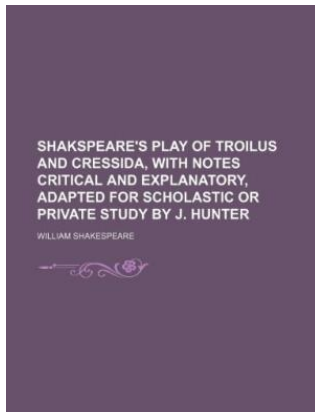 SHAKSPEARE'S PLAY OF TROILUS
AND CRESSIDA, WITH NOTES
CRITICAL AND EXPLANATORY,
ADAPTED FOR SCHOLASTIC OR
PRIVATE STUDY BY J. HUNTER
WILLIAM SHAKESPEARE